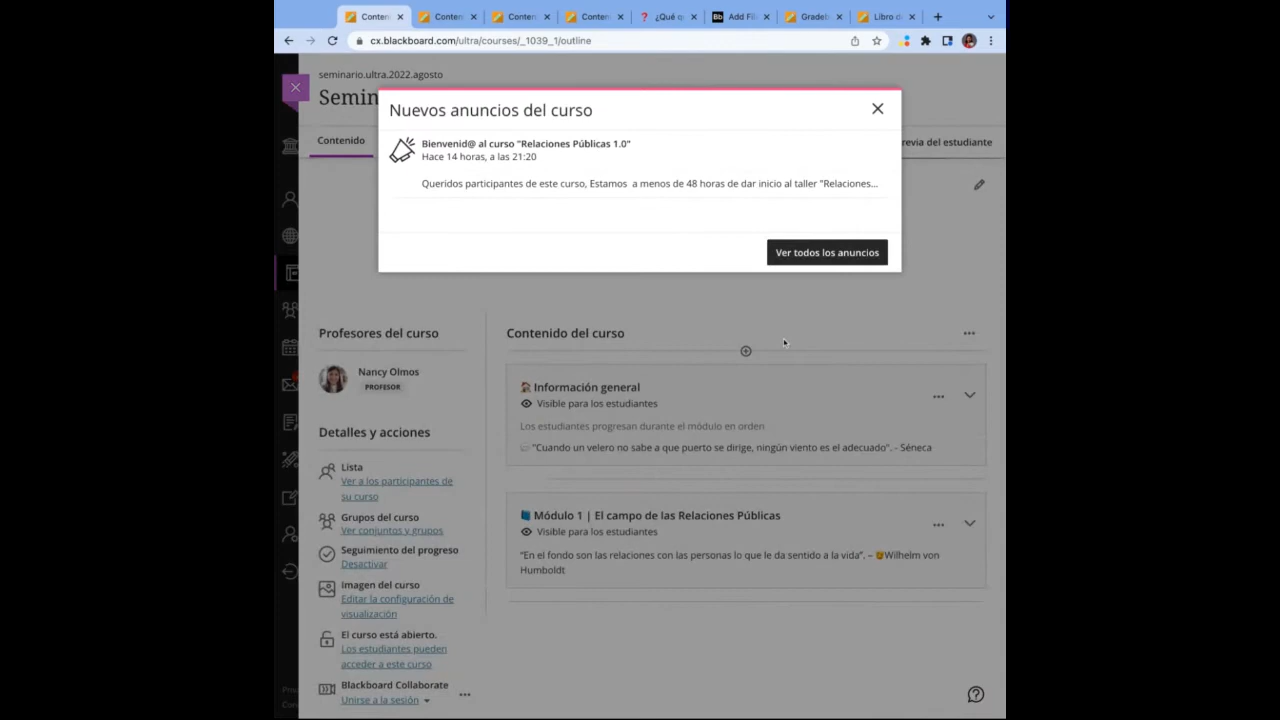 Conten
Conten
Conten
Conten
¿Qué q
Bb Add Fil
Gradeb
Libro d
cx.blackboard.com/ultra/courses/_1039_1/outline
seminario.ultra.2022.agosto
Semin
Contenido
revia del estudiante
Nuevos anuncios del curso
Bienvenid@ al curso "Relaciones Públicas 1.0"
Hace 14 horas, a las 21:20
Queridos participantes de este curso, Estamos a menos de 48 horas de dar inicio al taller "Relaciones...
Ver todos los anuncios
Profesores del curso
Nancy Olmos
PROFESOR
Detalles y acciones
Lista
Ver a los participantes de
su curso
Grupos del curso
Ver conjuntos y grupos
Seguimiento del progreso
Desactivar
Imagen del curso
Editar la configuración de
visualización
El curso está abierto.
Los estudiantes pueden
acceder a este curso
Blackboard Collaborate
Unirse a la sesión
Contenido del curso
Información general
Visible para los estudiantes
Los estudiantes progresan durante el módulo en orden
"Cuando un velero no sabe a que puerto se dirige, ningún viento es el adecuado". - Séneca
Módulo 1 | El campo de las Relaciones Públicas
Visible para los estudiantes
"En el fondo son las relaciones con las personas lo que le da sentido a la vida". – Wilhelm von
Humboldt